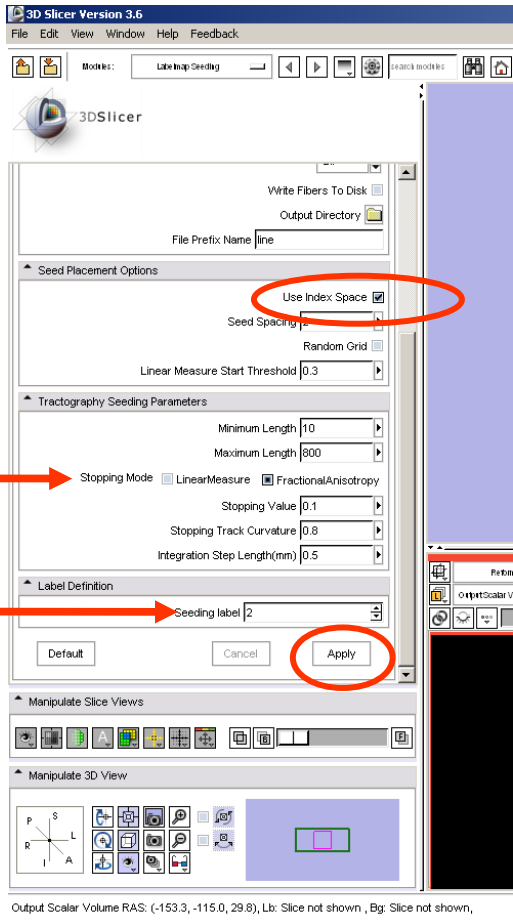 3D Slicer Version 3.6
File Edit View Window Help Feedback
Modules: Labelmap Seeding search modules
3DSlicer
Write Fibers To Disk
Output Directory
File Prefix Name line
Seed Placement Options
Use Index Space
Seed Spacing 2
Random Grid
Linear Measure Start Threshold 0.3
Tractography Seeding Parameters
Minimum Length 10
Maximum Length 800
Stopping Mode LinearMeasure FractionalAnisotropy
Stopping Value 0.1
Stopping Track Curvature 0.8
Integration Step Length(mm) 0.5
Label Definition
Seeding label 2
Default Cancel Apply
Manipulate Slice Views
A B F
Manipulate 3D View
P S
R L
I A
Output Scalar Volume RAS: (-153.3, -115.0, 29.8), Lb: Slice not shown , Bg: Slice not shown,